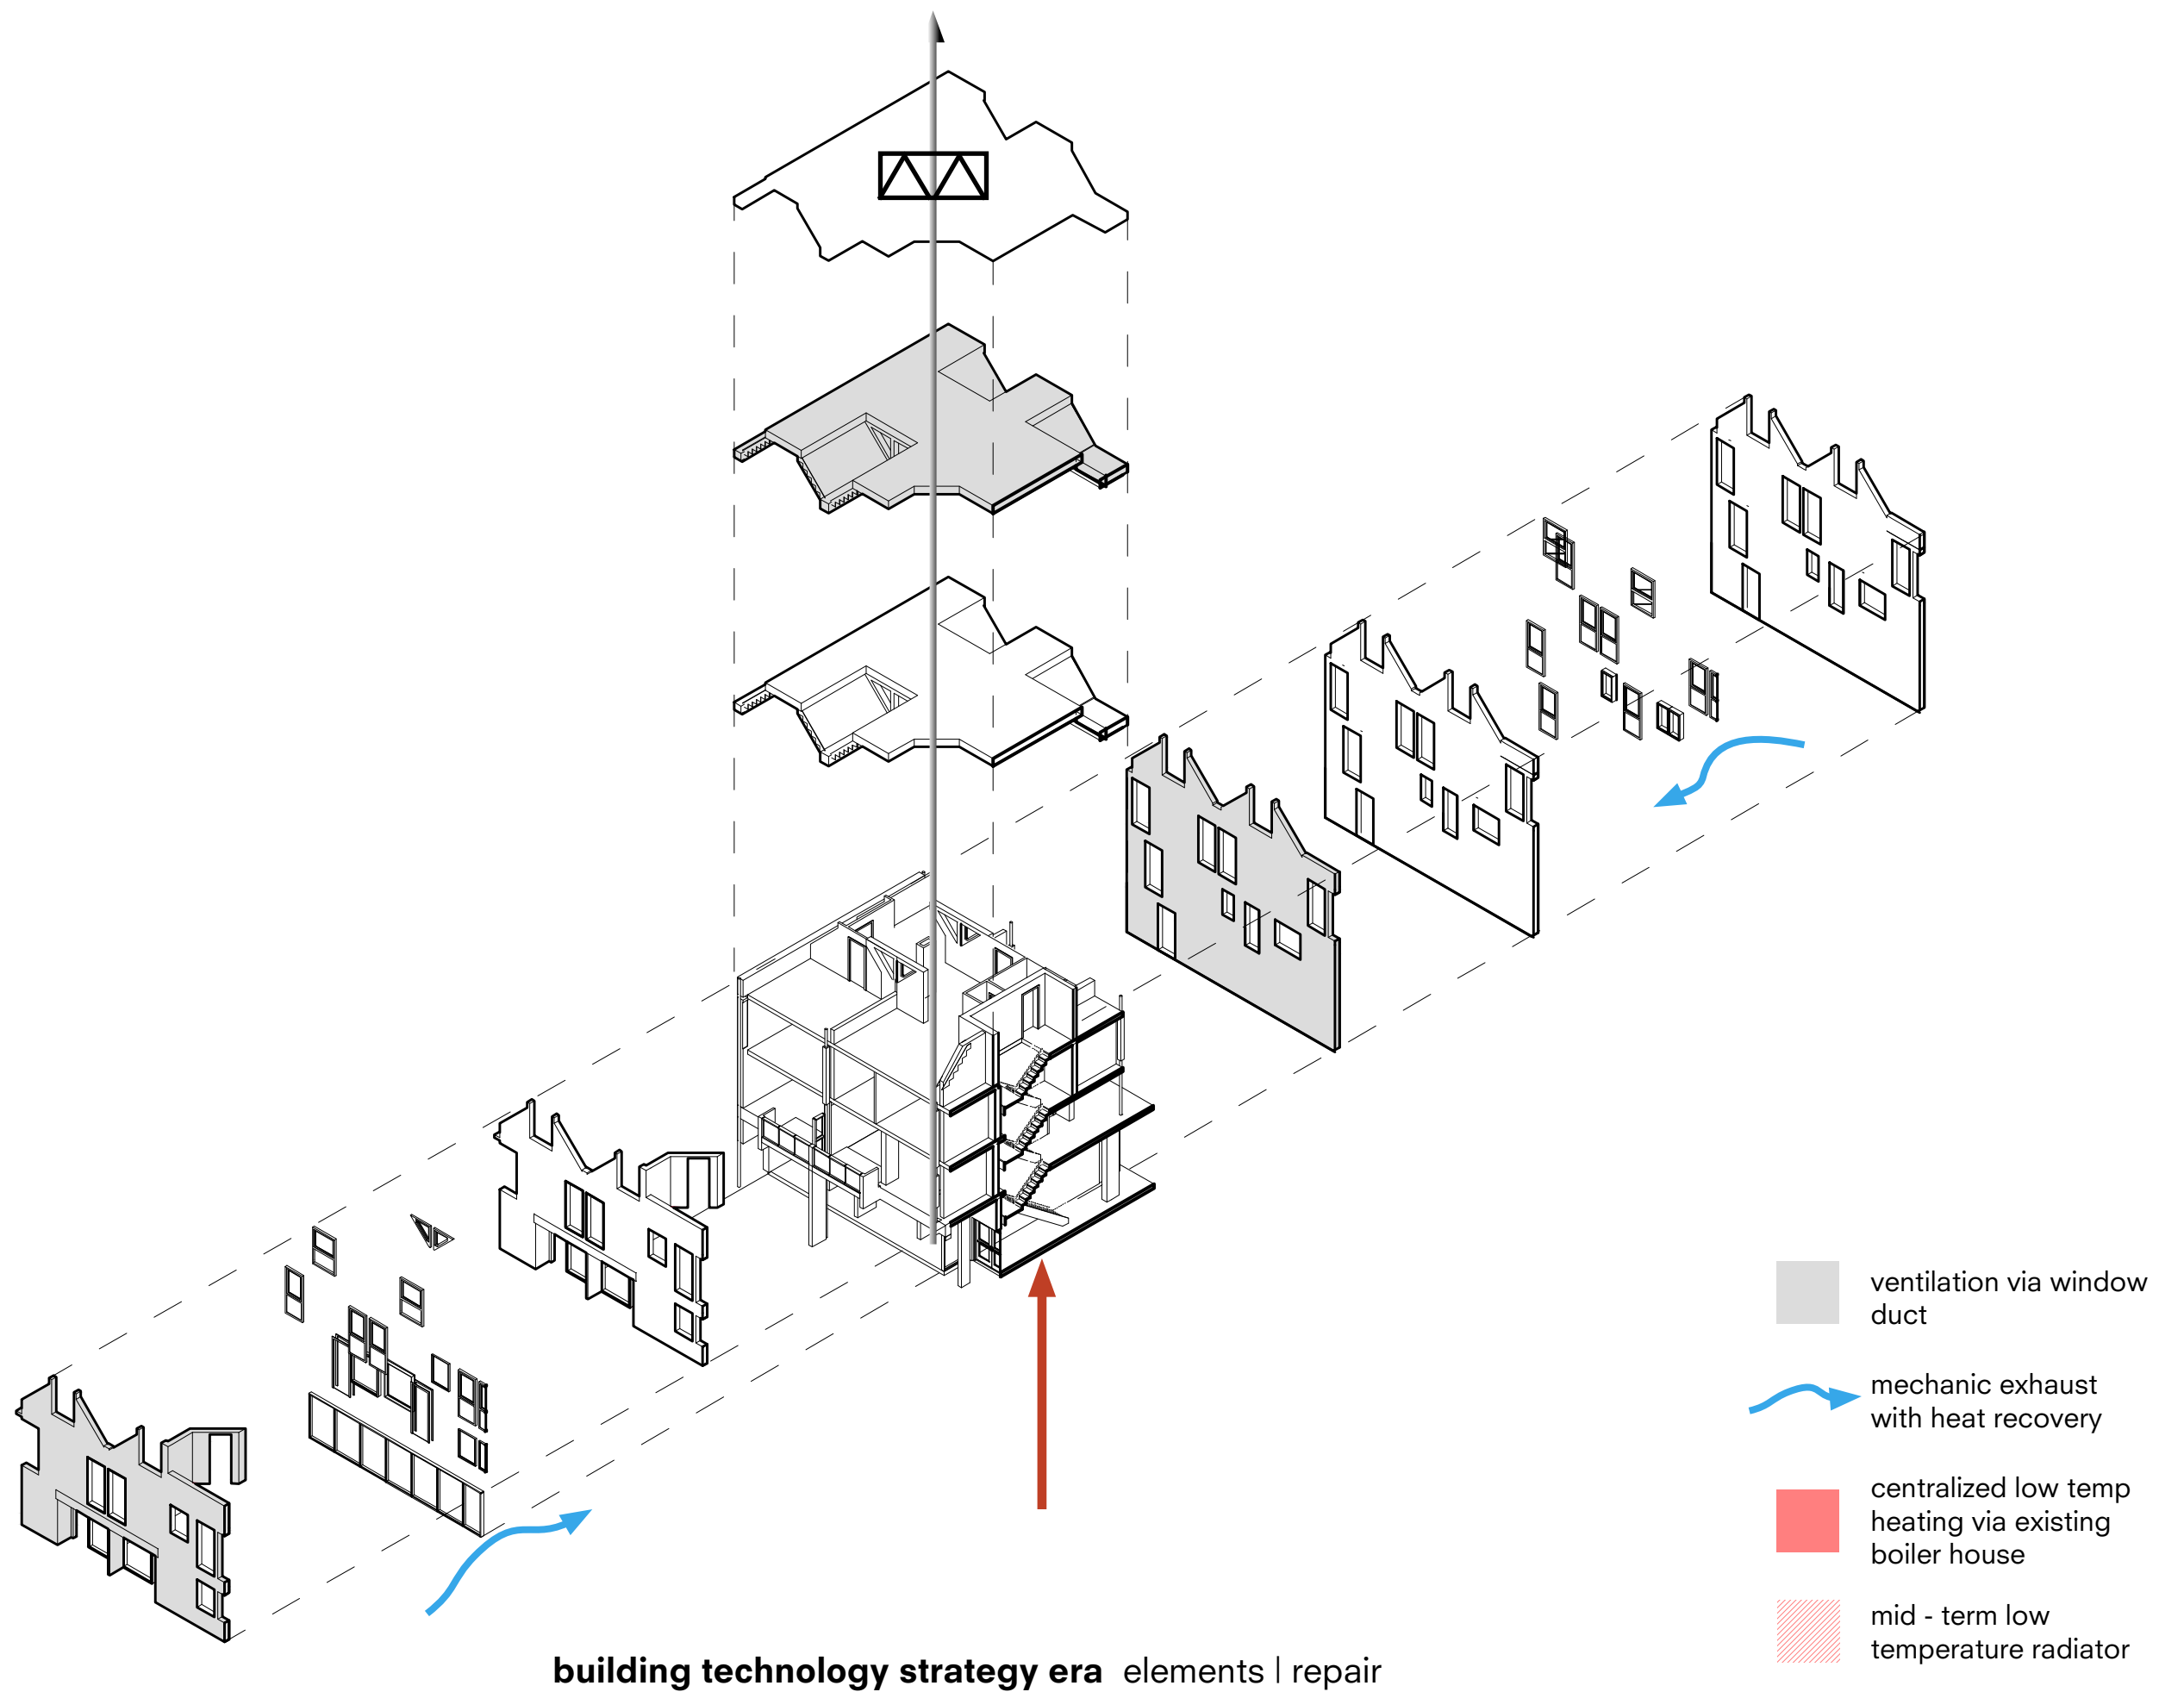 ventilation via window
duct
mechanic exhaust
with heat recovery
centralized low temp
heating via existing
boiler house
mid - term low
temperature radiator
building technology strategy era elements | repair